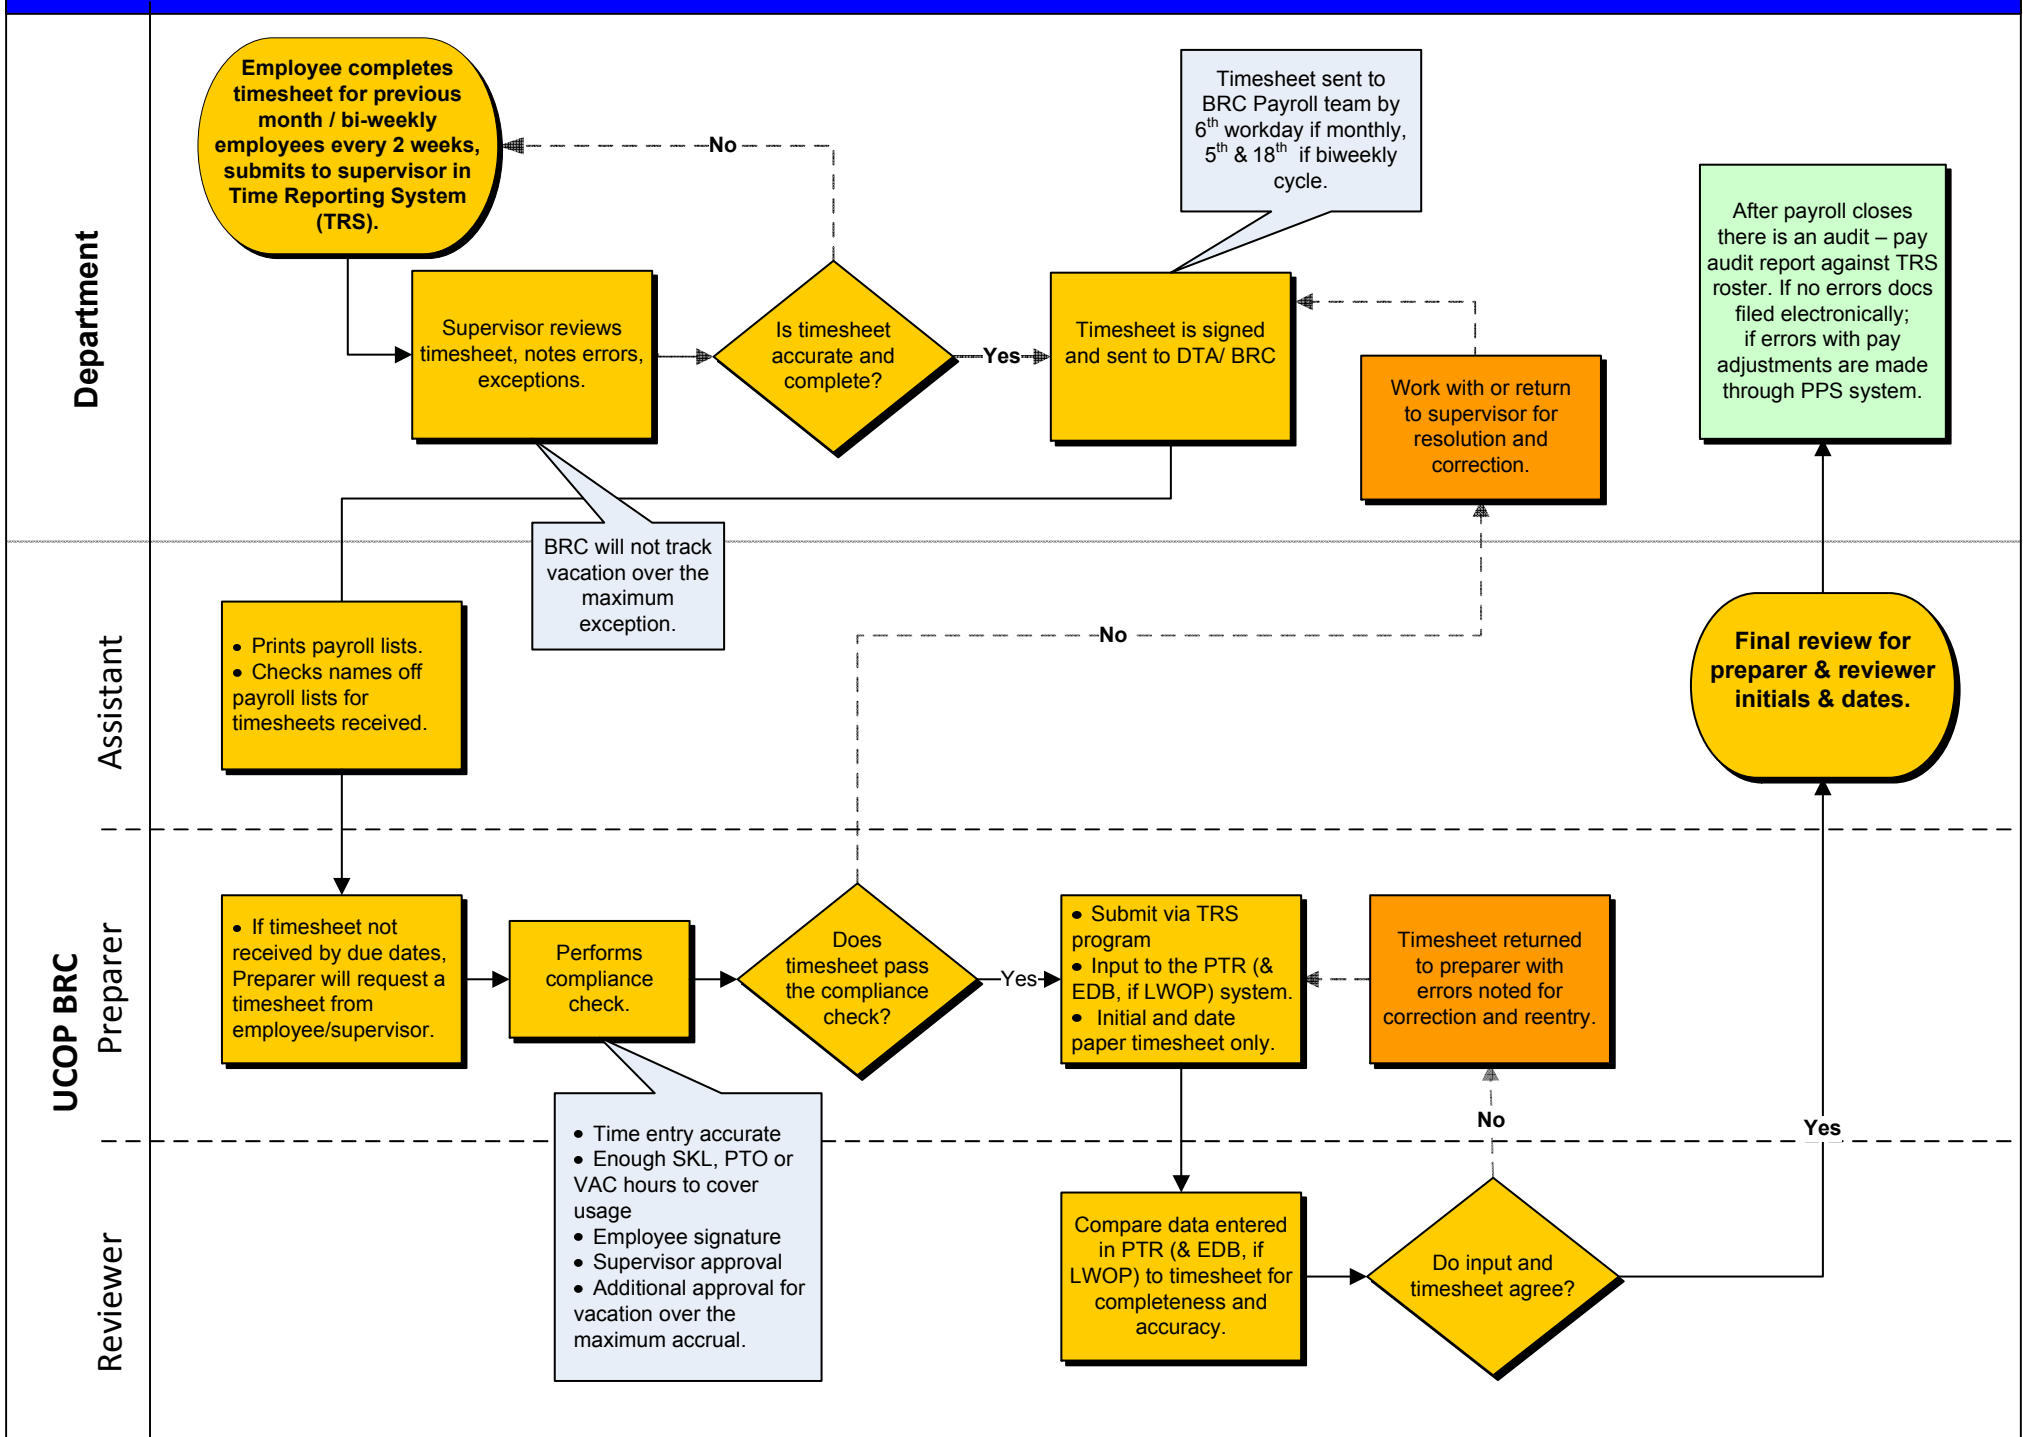 Department
Employee completes
timesheet for previous
month / bi-weekly
employees every 2 weeks,
submits to supervisor in
Time Reporting System
(TRS).
No
Timesheet sent to
BRC Payroll team by
6th workday if monthly,
5th & 18th if biweekly
cycle.
After payroll closes
there is an audit – pay
audit report against TRS
roster. If no errors docs
filed electronically;
if errors with pay
adjustments are made
through PPS system.
Supervisor reviews
timesheet, notes errors,
exceptions.
Is timesheet
accurate and
complete?
Yes
Timesheet is signed
and sent to DTA/ BRC
Work with or return
to supervisor for
resolution and
correction.
BRC will not track
vacation over the
maximum
exception.
UCOP BRC
Assistant
• Prints payroll lists.
• Checks names off
payroll lists for
timesheets received.
No
Final review for
preparer & reviewer
initials & dates.
Preparer
• If timesheet not
received by due dates,
Preparer will request a
timesheet from
employee/supervisor.
Performs
compliance
check.
Does
timesheet pass
the compliance
check?
Yes
• Submit via TRS
program
• Input to the PTR (&
EDB, if LWOP) system.
• Initial and date
paper timesheet only.
Timesheet returned
to preparer with
errors noted for
correction and reentry.
No
Yes
• Time entry accurate
• Enough SKL, PTO or
VAC hours to cover
usage
• Employee signature
• Supervisor approval
• Additional approval for
vacation over the
maximum accrual.
Reviewer
Compare data entered
in PTR (& EDB, if
LWOP) to timesheet for
completeness and
accuracy.
Do input and
timesheet agree?